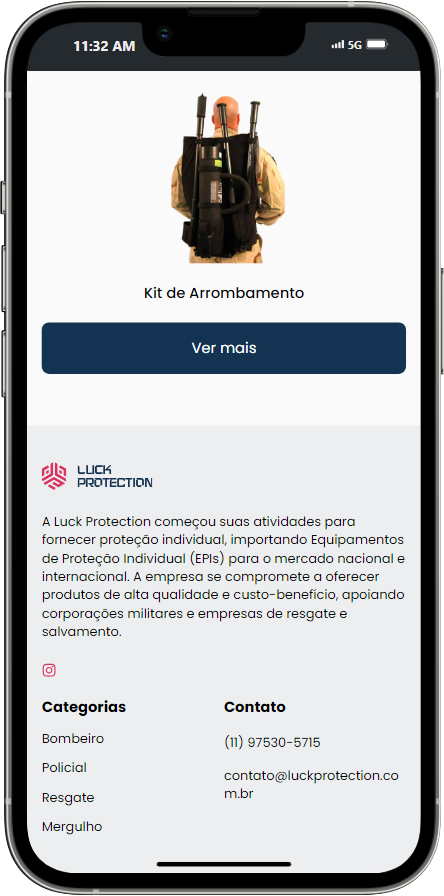 11:32 AM
5G
Kit de Arrombamento
Ver mais
LUCK
PROTECTION
A Luck Protection começou suas atividades para
fornecer proteção individual, importando Equipamentos
de Proteção Individual (EPIs) para o mercado nacional e
internacional. A empresa se compromete a oferecer
produtos de alta qualidade e custo-benefício, apoiando
corporações militares e empresas de resgate e
salvamento.
Categorias
Contato
Bombeiro
(11) 97530-5715
Policial
contato@luckprotection.co
m.br
Resgate
Mergulho